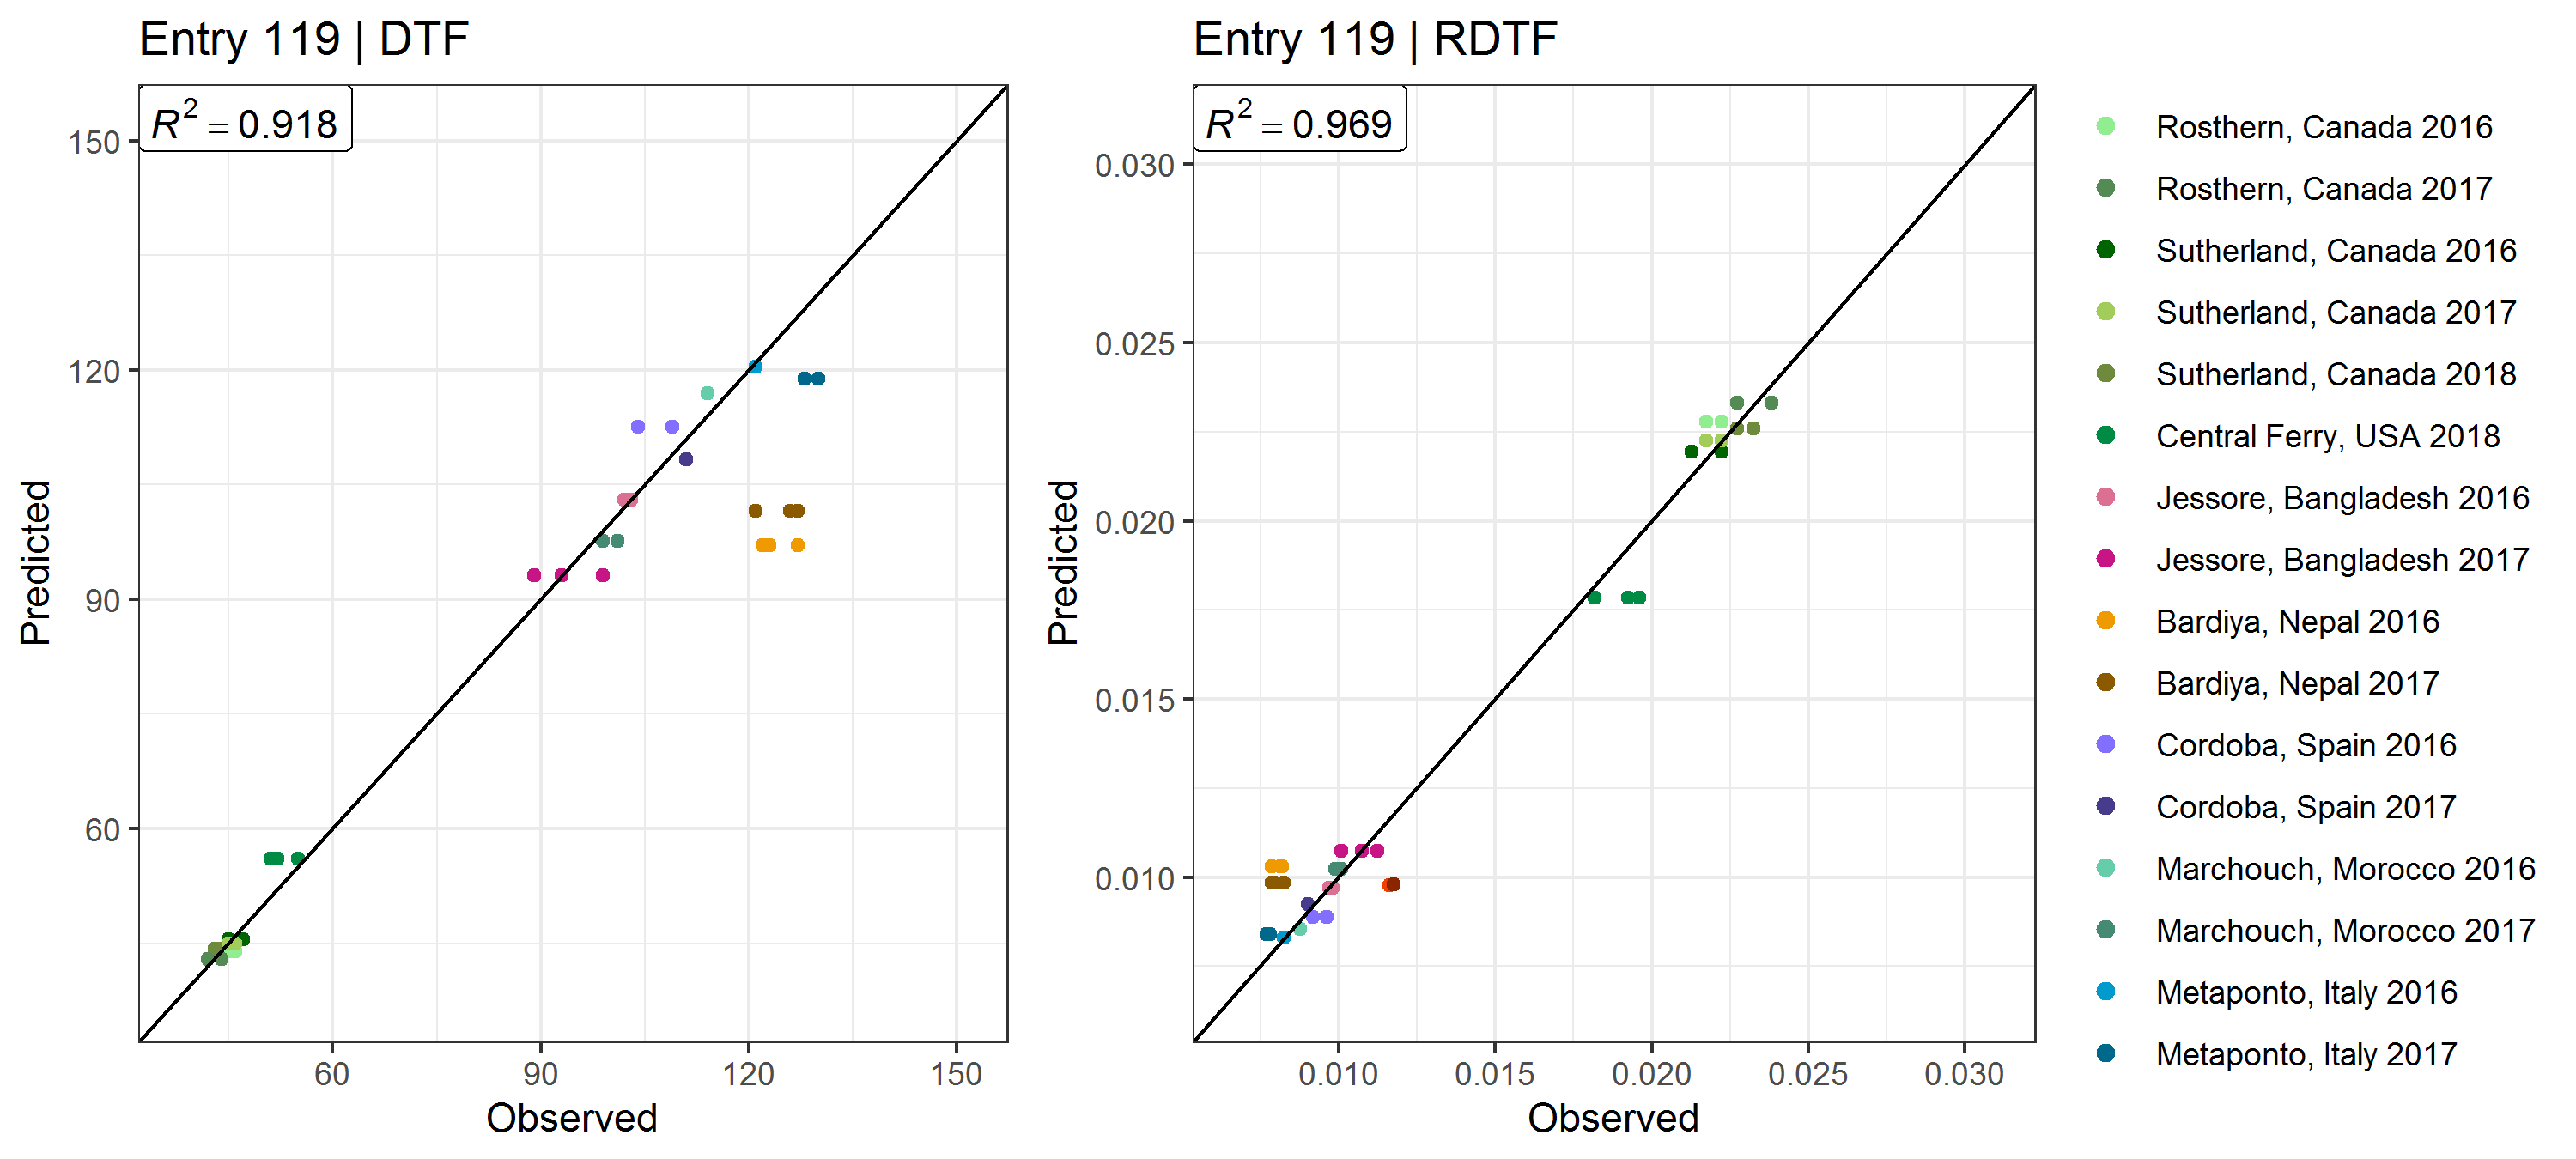 Entry 119 | DTF
R² = 0.918
150
120
90
60
Predicted
60 90 120 150
Observed
Entry 119 | RDTF
R² = 0.969
0.030
0.025
0.020
0.015
0.010
Predicted
0.010 0.015 0.020 0.025 0.030
Observed
Rosthern, Canada 2016
Rosthern, Canada 2017
Sutherland, Canada 2016
Sutherland, Canada 2017
Sutherland, Canada 2018
Central Ferry, USA 2018
Jessore, Bangladesh 2016
Jessore, Bangladesh 2017
Bardiya, Nepal 2016
Bardiya, Nepal 2017
Cordoba, Spain 2016
Cordoba, Spain 2017
Marchouch, Morocco 2016
Marchouch, Morocco 2017
Metaponto, Italy 2016
Metaponto, Italy 2017